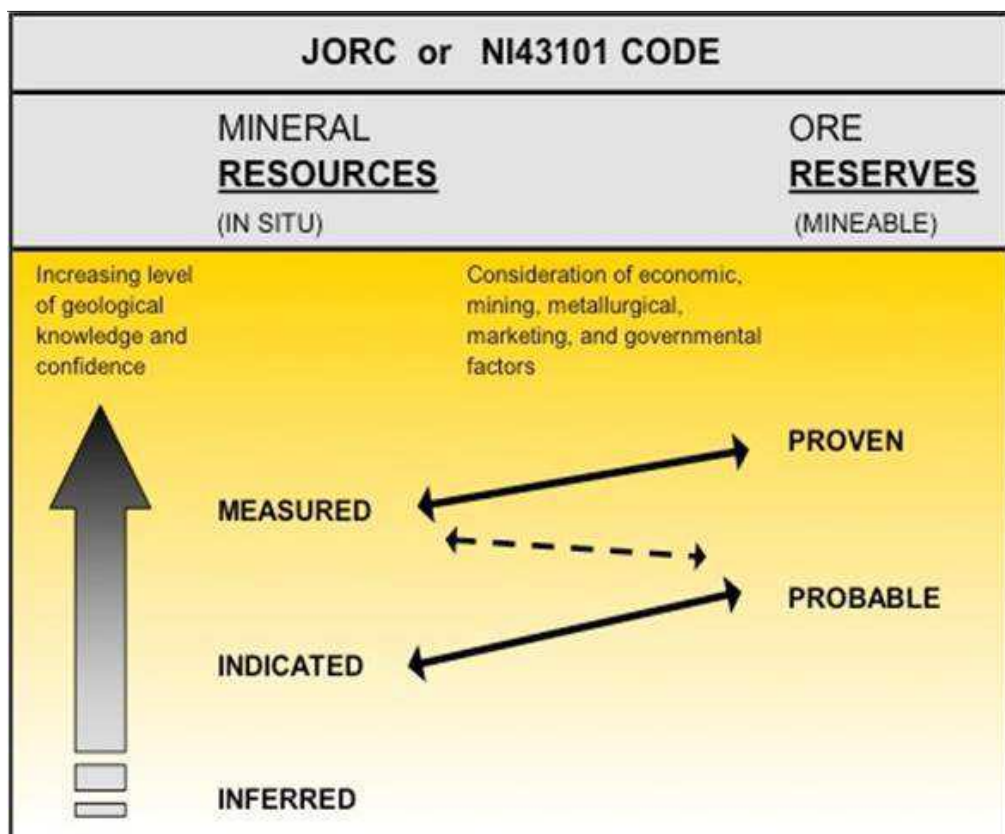 JORC or NI43101 CODE
MINERAL
RESOURCES
(IN SITU)
ORE
RESERVES
(MINEABLE)
Increasing level
of geological
knowledge and
confidence
Consideration of economic,
mining, metallurgical,
marketing, and governmental
factors
PROVEN
MEASURED
PROBABLE
INDICATED
INFERRED